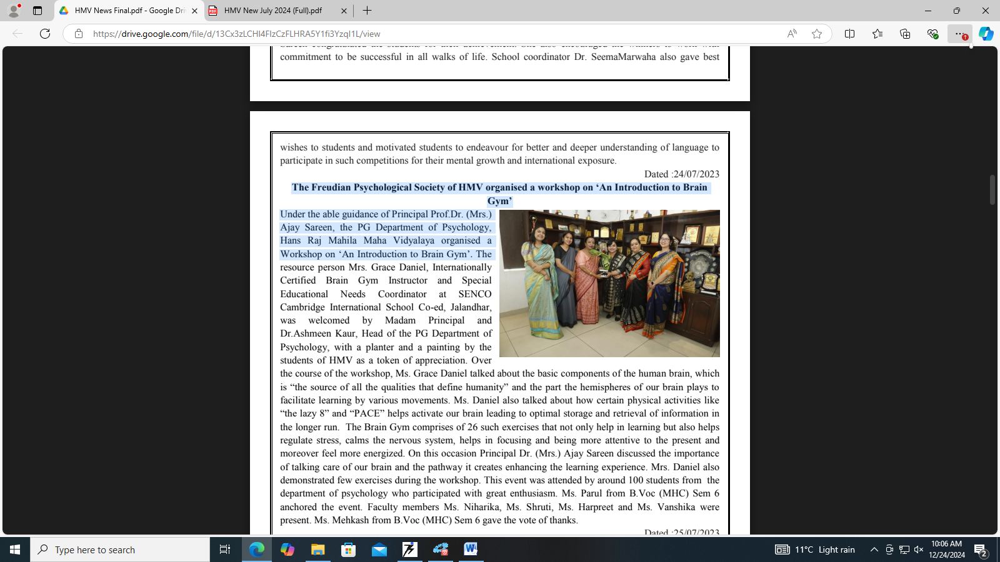 HMV News Final.pdf - Google Dri
HMV New July 2024 (Full).pdf
https://drive.google.com/file/d/13Cx3zLCHl4FlzCzFLHRA5Y1fi3YzqI1L/view
commitment to be successful in all walks of life. School coordinator Dr. SeemaMarwaha also gave best
wishes to students and motivated students to endeavour for better and deeper understanding of language to
participate in such competitions for their mental growth and international exposure.
Dated :24/07/2023
The Freudian Psychological Society of HMV organised a workshop on ‘An Introduction to Brain
Gym’
Under the able guidance of Principal Prof.Dr. (Mrs.)
Ajay Sareen, the PG Department of Psychology,
Hans Raj Mahila Maha Vidyalaya organised a
Workshop on ‘An Introduction to Brain Gym’. The
resource person Mrs. Grace Daniel, Internationally
Certified Brain Gym Instructor and Special
Educational Needs Coordinator at SENCO
Cambridge International School Co-ed, Jalandhar,
was welcomed by Madam Principal and
Dr.Ashmeen Kaur, Head of the PG Department of
Psychology, with a planter and a painting by the
students of HMV as a token of appreciation. Over
the course of the workshop, Ms. Grace Daniel talked about the basic components of the human brain, which
is “the source of all the qualities that define humanity” and the part the hemispheres of our brain plays to
facilitate learning by various movements. Ms. Daniel also talked about how certain physical activities like
“the lazy 8” and “PACE” helps activate our brain leading to optimal storage and retrieval of information in
the longer run. The Brain Gym comprises of 26 such exercises that not only help in learning but also helps
regulate stress, calms the nervous system, helps in focusing and being more attentive to the present and
moreover feel more energized. On this occasion Principal Dr. (Mrs.) Ajay Sareen discussed the importance
of talking care of our brain and the pathway it creates enhancing the learning experience. Mrs. Daniel also
demonstrated few exercises during the workshop. This event was attended by around 100 students from the
department of psychology who participated with great enthusiasm. Ms. Parul from B.Voc (MHC) Sem 6
anchored the event. Faculty members Ms. Niharika, Ms. Shruti, Ms. Harpreet and Ms. Vanshika were
present. Ms. Mehkash from B.Voc (MHC) Sem 6 gave the vote of thanks.
Dated :25/07/2023
Type here to search
11°C Light rain
10:06 AM
12/24/2024
2